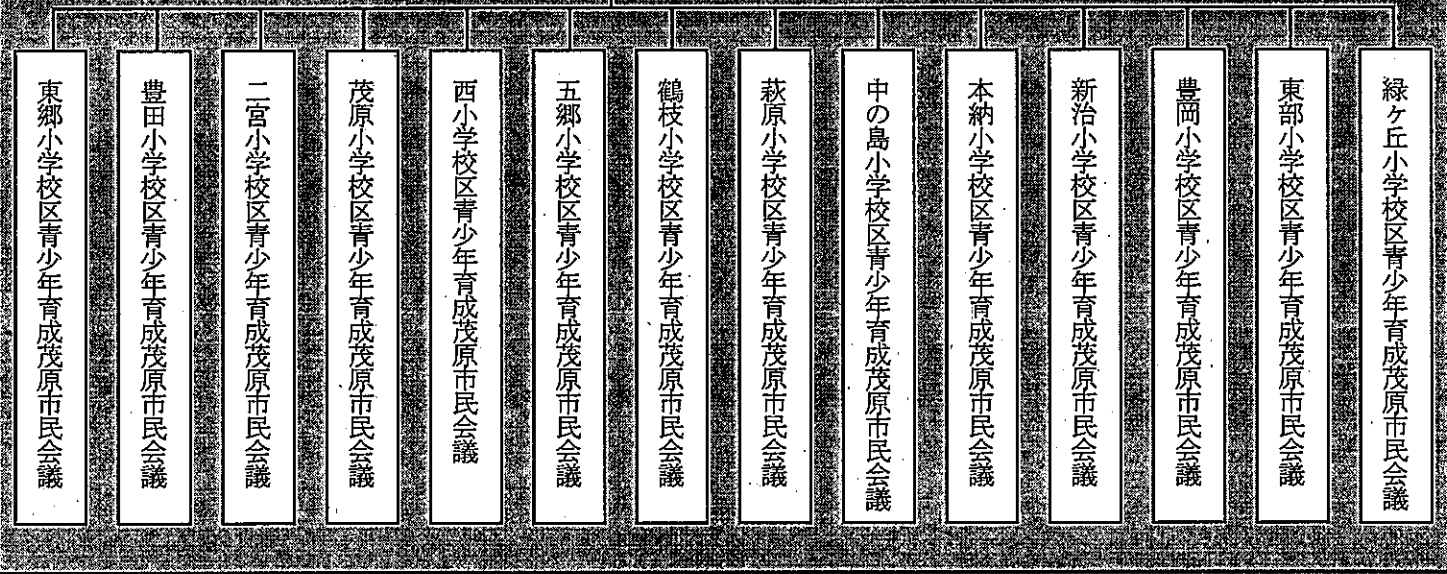 東郷小学校区青少年育成茂原市民会議
豊田小学校区青少年育成茂原市民会議
二宮小学校区青少年育成茂原市民会議
茂原小学校区青少年育成茂原市民会議
西小学校区青少年育成茂原市民会議
五郷小学校区青少年育成茂原市民会議
鶴枝小学校区青少年育成茂原市民会議
萩原小学校区青少年育成茂原市民会議
中の島小学校区青少年育成茂原市民会議
本納小学校区青少年育成茂原市民会議
新治小学校区青少年育成茂原市民会議
豊岡小学校区青少年育成茂原市民会議
東部小学校区青少年育成茂原市民会議
緑ヶ丘小学校区青少年育成茂原市民会議